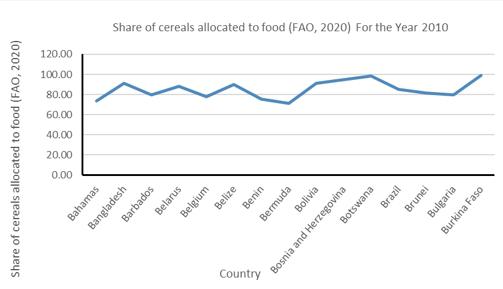 Share of cereals allocated to food (FAO, 2020) For the Year 2010
Share of cereals allocated to food (FAO, 2020)
120.00
100.00
80.00
60.00
40.00
20.00
0.00
Bahamas
Bangladesh
Barbados
Belarus
Belgium
Belize
Benin
Bermuda
Bolivia
Bosnia and Herzegovina
Botswana
Brazil
Brunei
Bulgaria
Burkina Faso
Country